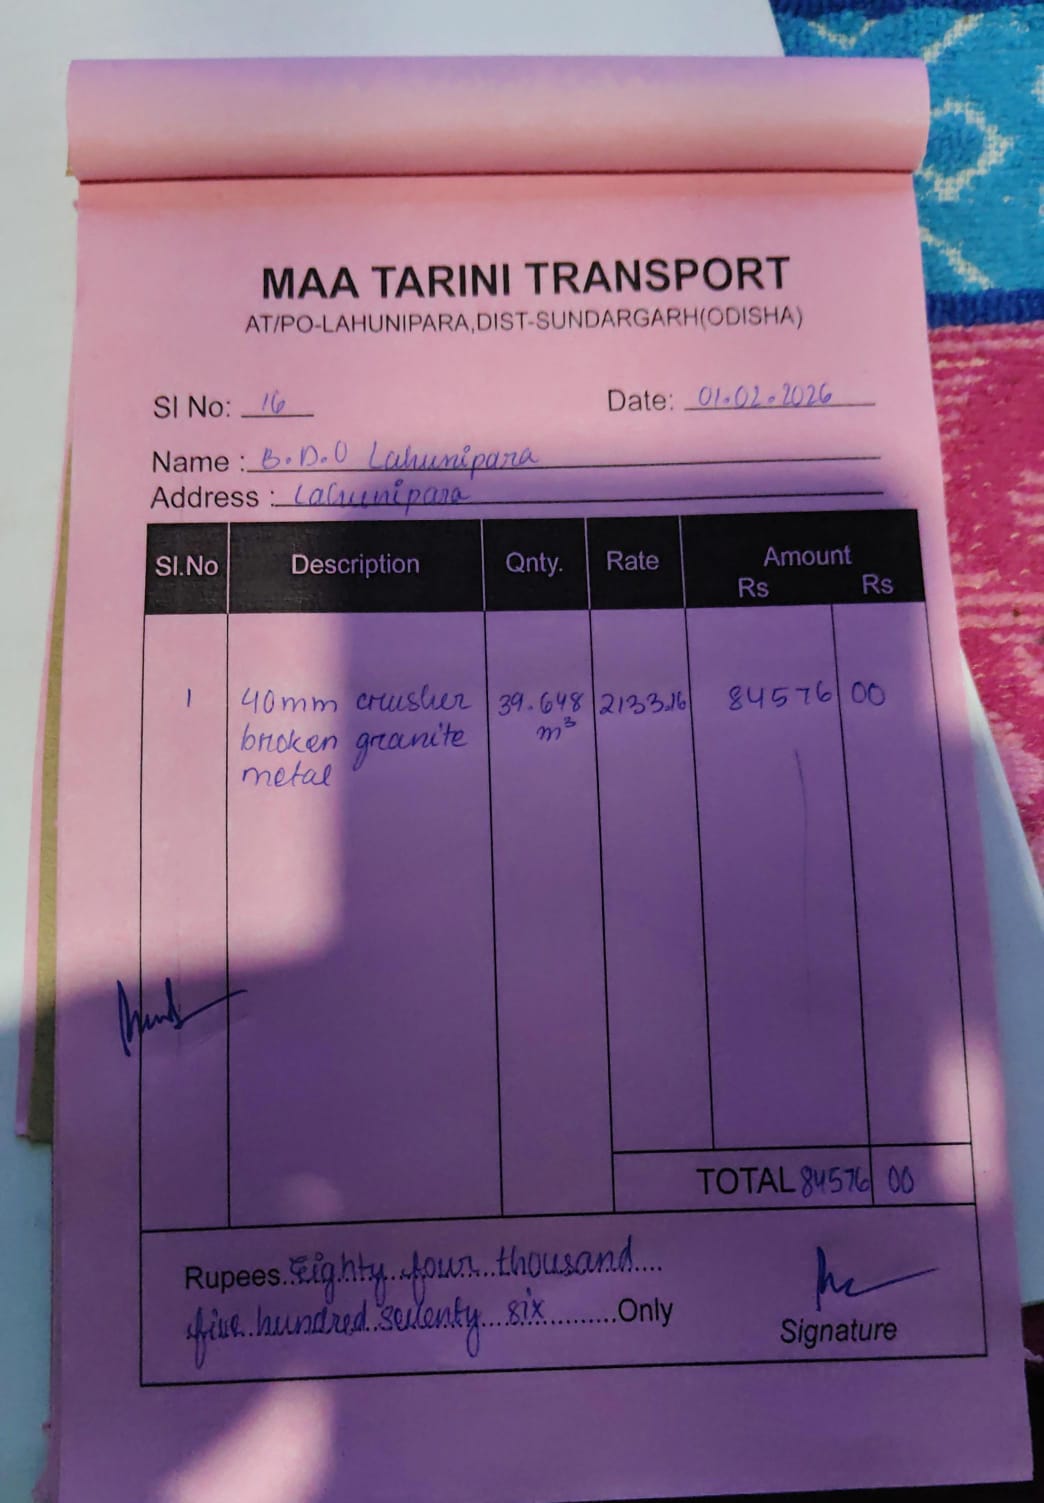 MAA TARINI TRANSPORT
AT/PO-LAHUNIPARA,DIST-SUNDARGARH(ODISHA)
Sl No: 16 Date: 01.02.2026
Name : B.D.O Lahunipara
Address : Lahunipara
Sl.No Description Qnty. Rate Amount
Rs Rs
1 40mm crusher 39.648 2133.16 84576 00
broken granite m³
metal
TOTAL 84576 00
Rupees Eighty four thousand
five hundred seventy six Only
Signature